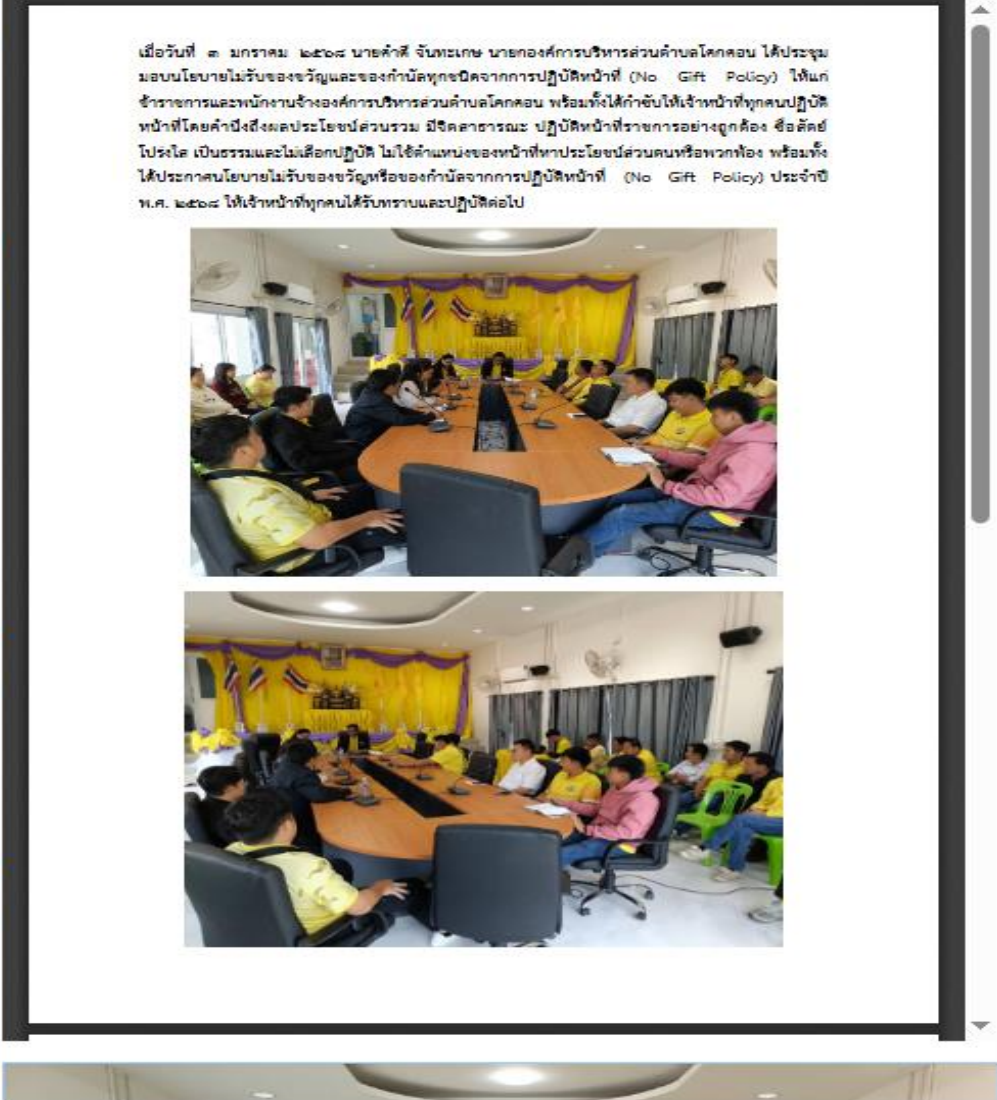 เมื่อวันที่ ๓ มกราคม ๒๕๖๘ นายคำดี จันทะเกษ นายกองค์การบริหารส่วนตำบลโคกคอน ได้ประชุม
มอบนโยบายไม่รับของขวัญและของกำนัลทุกชนิดจากการปฏิบัติหน้าที่ (No Gift Policy) ให้แก่
ข้าราชการและพนักงานจ้างองค์การบริหารส่วนตำบลโคกคอน พร้อมทั้งได้กำชับให้เจ้าหน้าที่ทุกคนปฏิบัติ
หน้าที่โดยคำนึงถึงผลประโยชน์ส่วนรวม มีจิตสาธารณะ ปฏิบัติหน้าที่ราชการอย่างถูกต้อง ซื่อสัตย์
โปร่งใส เป็นธรรมและไม่เลือกปฏิบัติ ไม่ใช้ตำแหน่งของหน้าที่หาประโยชน์ส่วนตนหรือพวกพ้อง พร้อมทั้ง
ได้ประกาศนโยบายไม่รับของขวัญหรือของกำนัลจากการปฏิบัติหน้าที่ (No Gift Policy) ประจำปี
พ.ศ. ๒๕๖๘ ให้เจ้าหน้าที่ทุกคนได้รับทราบและปฏิบัติต่อไป